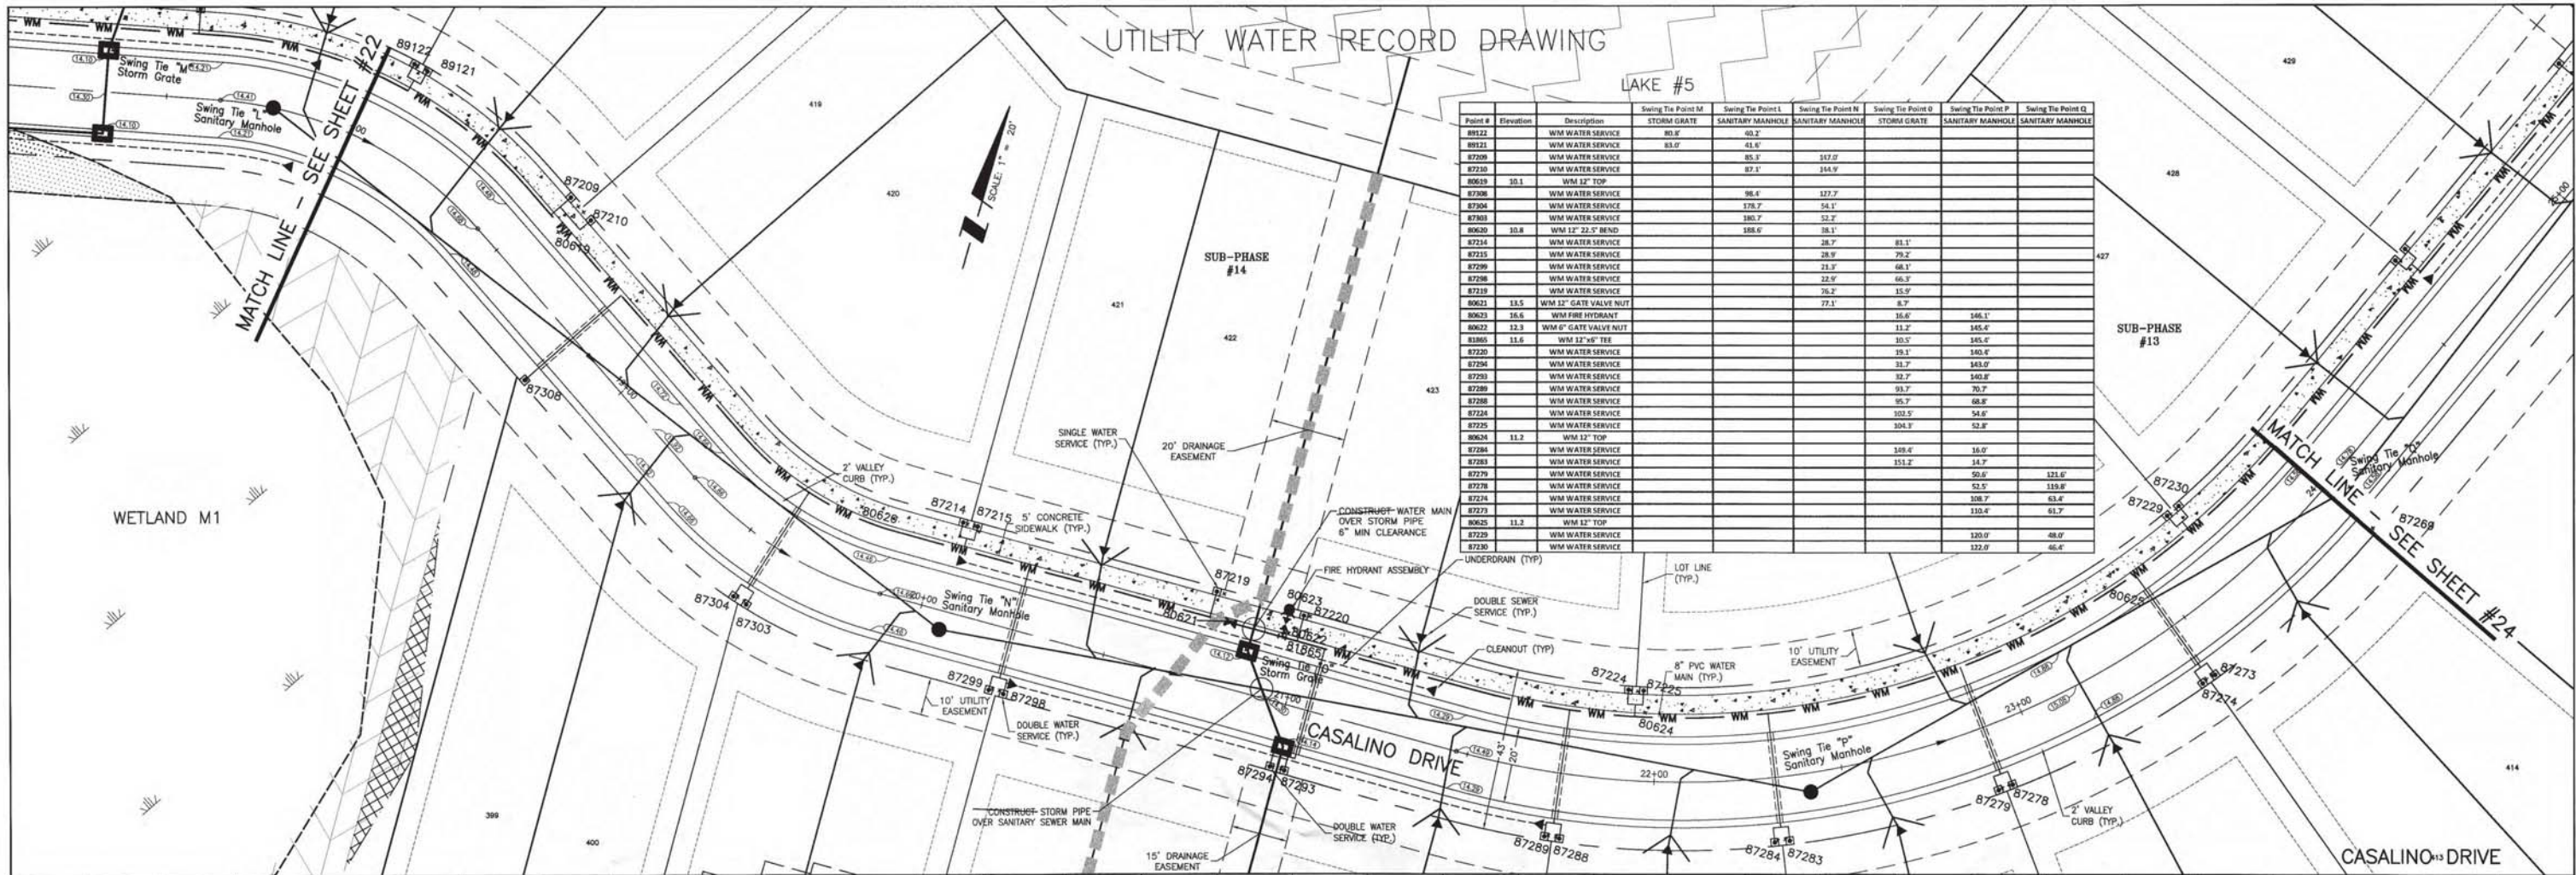 UTILITY WATER RECORD DRAWING
LAKE #5
Point # Elevation Description Swing Tie Point M STORM GRATE Swing Tie Point L SANITARY MANHOLE Swing Tie Point N SANITARY MANHOLE Swing Tie Point O STORM GRATE Swing Tie Point P SANITARY MANHOLE Swing Tie Point Q SANITARY MANHOLE
89122 WM WATER SERVICE 80.8' 40.2'
89121 WM WATER SERVICE 83.0' 41.6'
87209 WM WATER SERVICE 85.3' 147.0'
87210 WM WATER SERVICE 87.1' 144.9'
80619 10.1 WM 12" TOP
87308 WM WATER SERVICE 98.4' 127.7'
87304 WM WATER SERVICE 178.7' 54.1'
87303 WM WATER SERVICE 180.7' 52.2'
80620 10.8 WM 12" 22.5° BEND 188.6' 38.1'
87214 WM WATER SERVICE 28.7' 81.1'
87215 WM WATER SERVICE 28.9' 79.2'
87299 WM WATER SERVICE 21.3' 68.1'
87298 WM WATER SERVICE 22.9' 66.3'
87219 WM WATER SERVICE 76.2' 15.9'
80621 13.5 WM 12" GATE VALVE NUT 77.1' 8.7'
80623 16.6 WM FIRE HYDRANT 16.6' 146.1'
80622 12.3 WM 6" GATE VALVE NUT 11.2' 145.4'
81865 11.6 WM 12"x6" TEE 10.5' 145.4'
87220 WM WATER SERVICE 19.1' 140.4'
87294 WM WATER SERVICE 31.7' 143.0'
87293 WM WATER SERVICE 32.7' 140.8'
87289 WM WATER SERVICE 93.7' 70.7'
87288 WM WATER SERVICE 95.7' 68.8'
87224 WM WATER SERVICE 102.5' 54.6'
87225 WM WATER SERVICE 104.3' 52.8'
80624 11.2 WM 12" TOP
87284 WM WATER SERVICE 149.4' 16.0'
87283 WM WATER SERVICE 151.2' 14.7'
87279 WM WATER SERVICE 50.6' 121.6'
87278 WM WATER SERVICE 52.5' 119.8'
87274 WM WATER SERVICE 108.7' 63.4'
87273 WM WATER SERVICE 110.4' 61.7'
80625 11.2 WM 12" TOP
87229 WM WATER SERVICE 120.0' 48.0'
87230 WM WATER SERVICE 122.0' 46.4'
Swing Tie "M"
Storm Grate
Swing Tie "L"
Sanitary Manhole
MATCH LINE - SEE SHEET #22
89122
89121
87209
87210
80619
SCALE: 1" = 20'
419
420
421
422
423
427
428
429
SUB-PHASE
#14
SUB-PHASE
#13
WETLAND M1
87308
19+00
2' VALLEY
CURB (TYP.)
80628
87214
87215
5' CONCRETE
SIDEWALK (TYP.)
SINGLE WATER
SERVICE (TYP.)
20' DRAINAGE
EASEMENT
CONSTRUCT WATER MAIN
OVER STORM PIPE
6" MIN CLEARANCE
UNDERDRAIN (TYP)
FIRE HYDRANT ASSEMBLY
87219
80623
87220
80621
80622
81865
Swing Tie "O"
Storm Grate
21+00
DOUBLE SEWER
SERVICE (TYP.)
CLEANOUT (TYP)
LOT LINE
(TYP.)
8" PVC WATER
MAIN (TYP.)
10' UTILITY
EASEMENT
87224
87225
80624
87304
87303
20+00
Swing Tie "N"
Sanitary Manhole
87299
87298
10' UTILITY
EASEMENT
DOUBLE WATER
SERVICE (TYP.)
CONSTRUCT STORM PIPE
OVER SANITARY SEWER MAIN
87294
87293
DOUBLE WATER
SERVICE (TYP.)
15' DRAINAGE
EASEMENT
CASALINO DRIVE
43'
20'
22+00
87289
87288
87284
87283
Swing Tie "P"
Sanitary Manhole
23+00
87279
87278
2' VALLEY
CURB (TYP.)
87273
87274
80625
87229
87230
87269
Swing Tie "Q"
Sanitary Manhole
MATCH LINE - SEE SHEET #24
25+00
399
400
414
CASALINO DRIVE